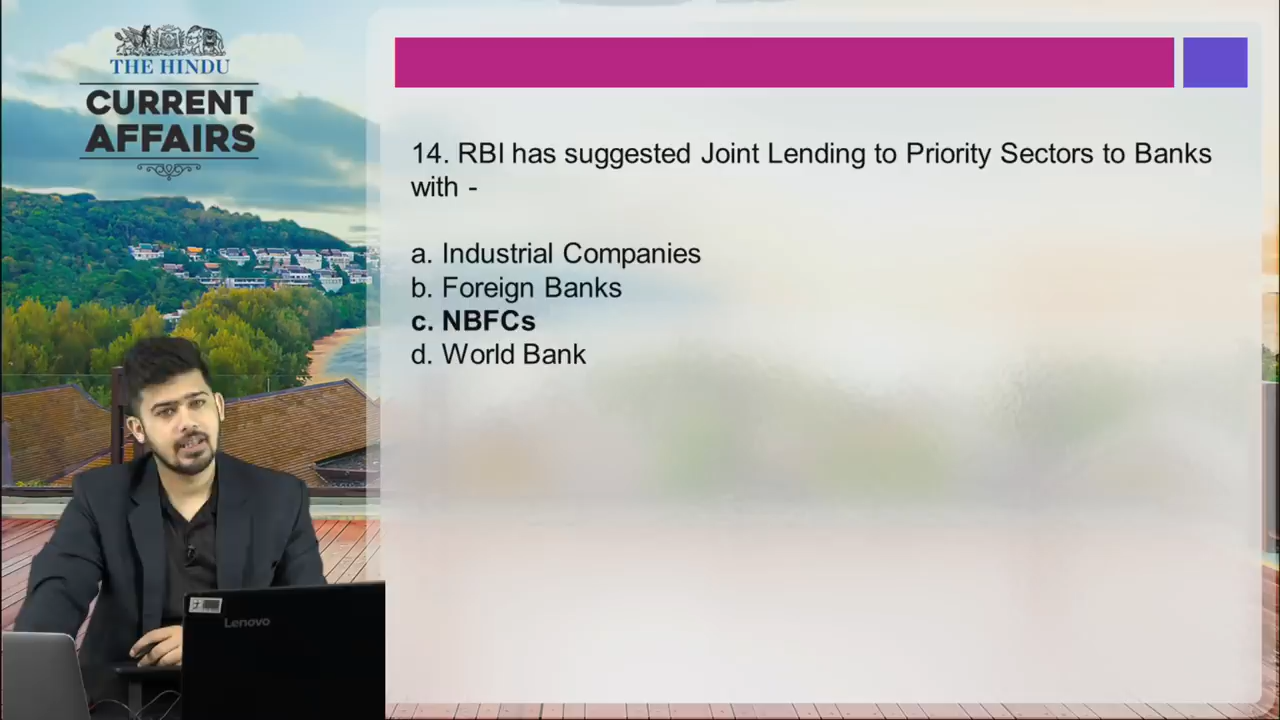 THE HINDU
CURRENT
AFFAIRS
14. RBI has suggested Joint Lending to Priority Sectors to Banks
with -
a. Industrial Companies
b. Foreign Banks
c. NBFCs
d. World Bank
Lenovo